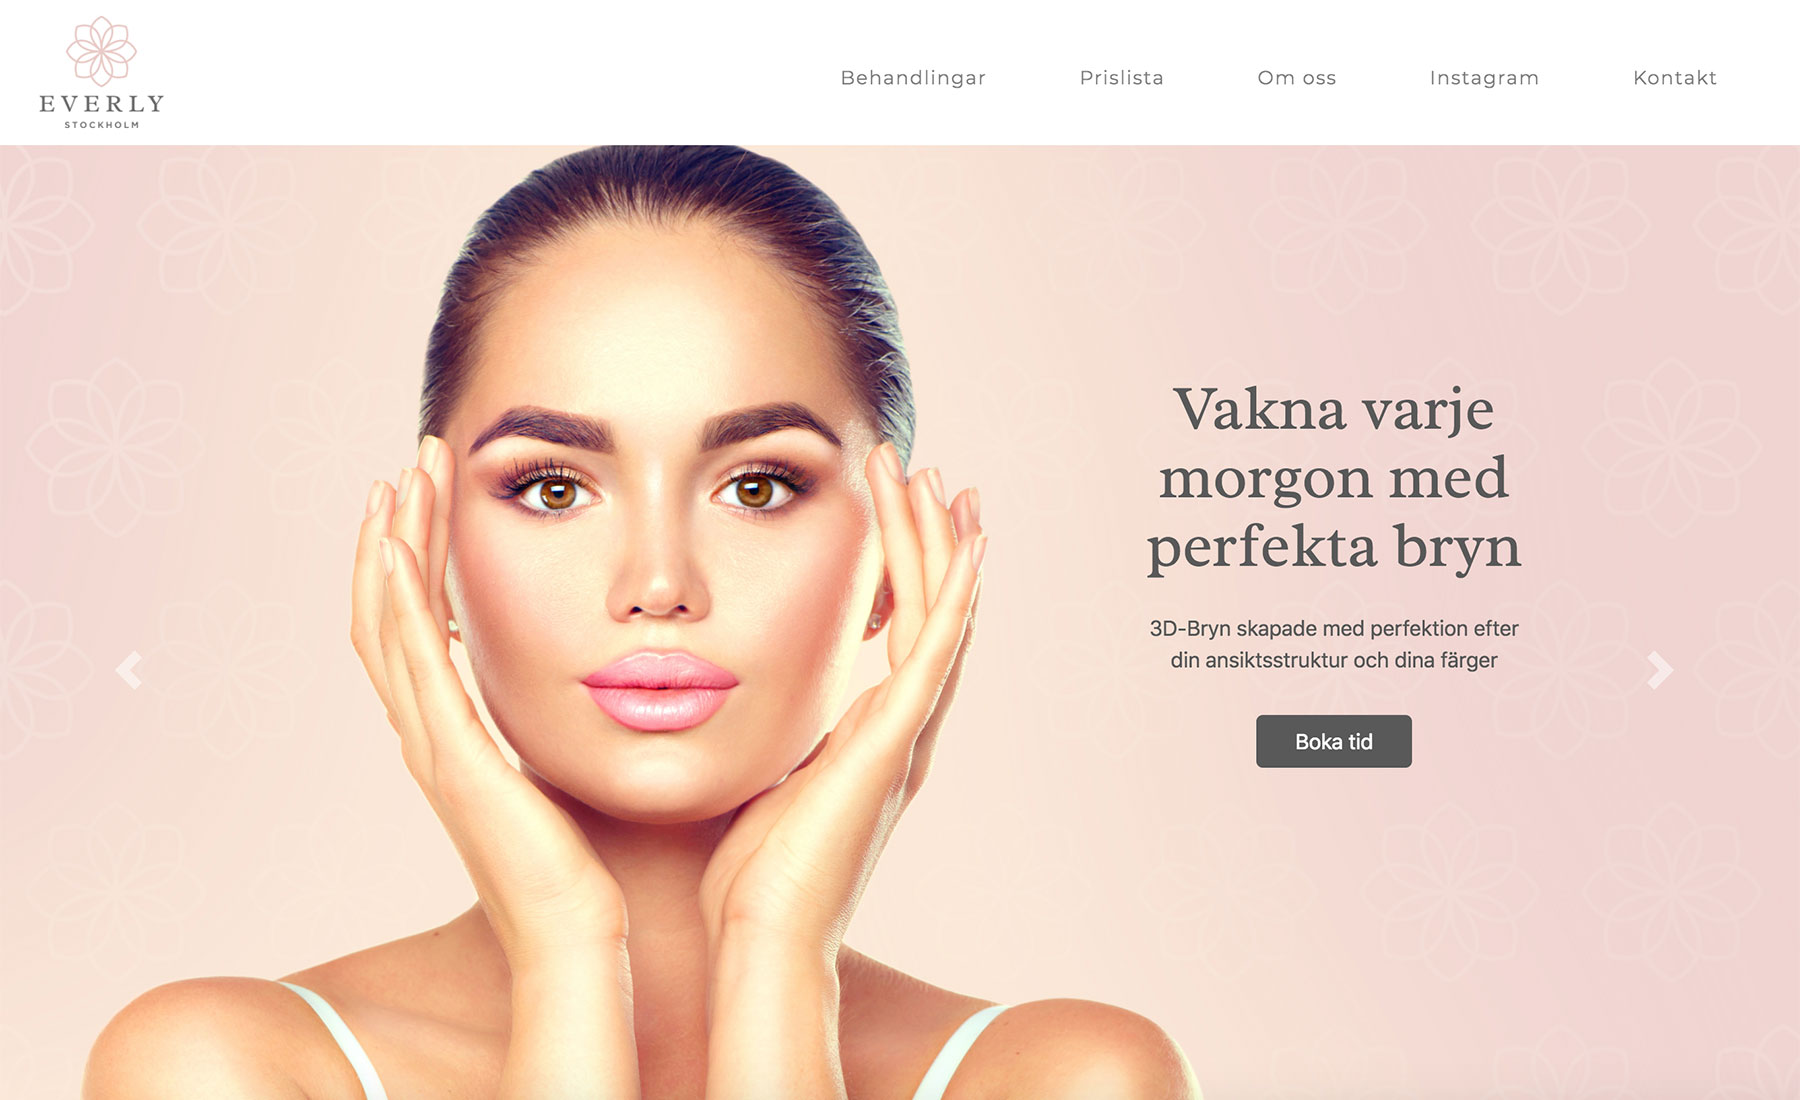 EVERLY
STOCKHOLM
Behandlingar
Prislista
Om oss
Instagram
Kontakt
Vakna varje
morgon med
perfekta bryn
3D-Bryn skapade med perfektion efter
din ansiktsstruktur och dina färger
Boka tid